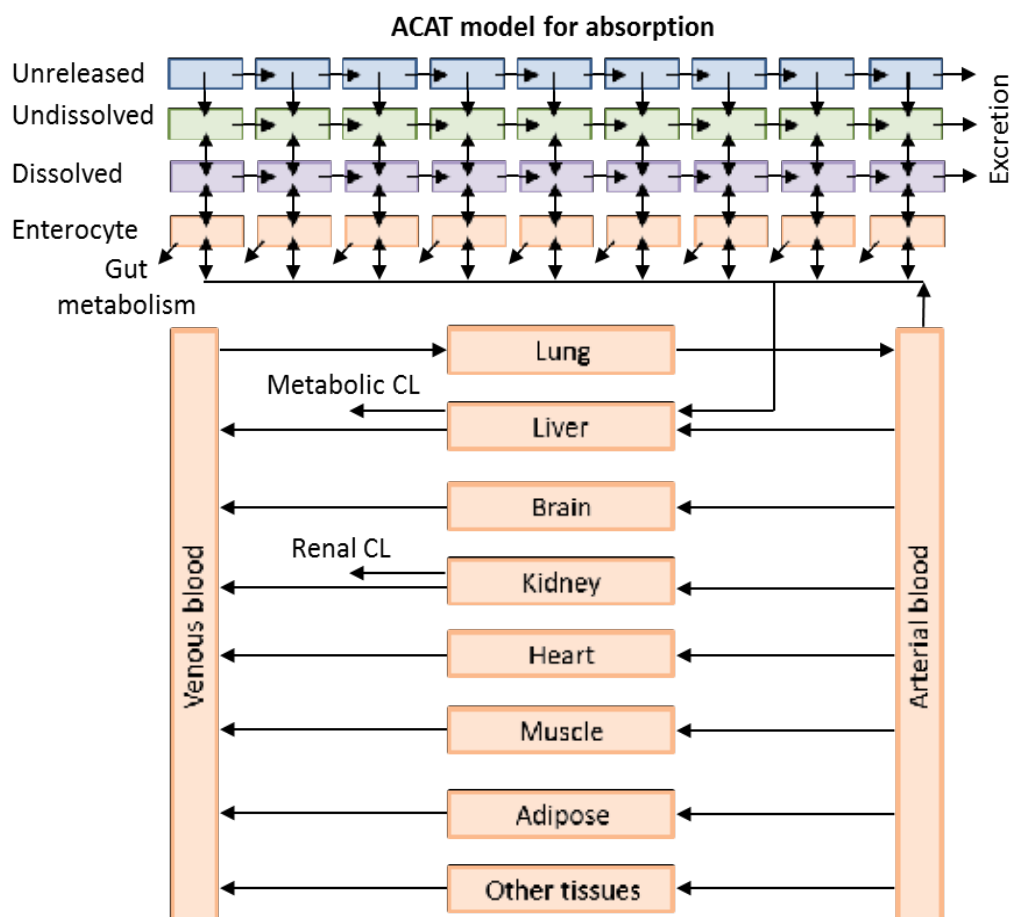 ACAT model for absorption
Unreleased
Undissolved
Dissolved
Enterocyte
Excretion
Gut
metabolism
Lung
Metabolic CL
Liver
Brain
Renal CL
Kidney
Heart
Muscle
Adipose
Other tissues
Venous blood
Arterial blood